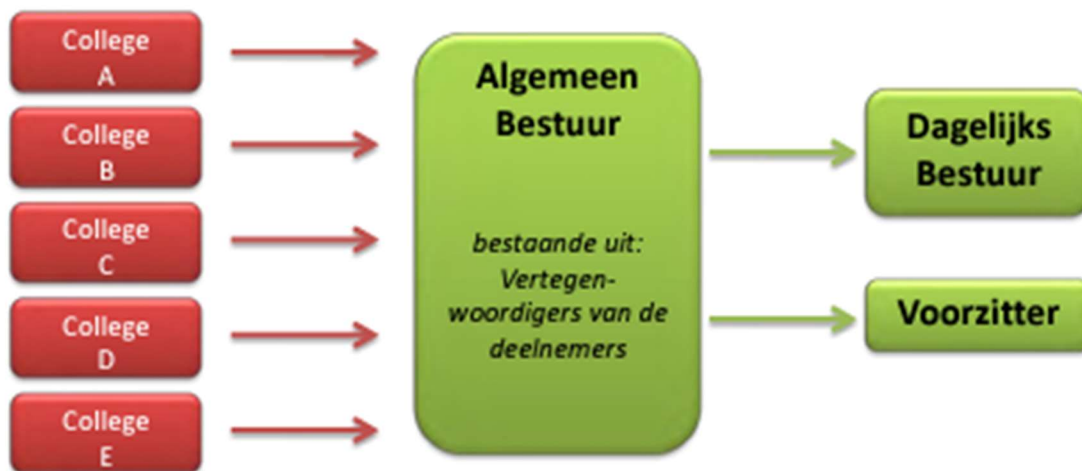 College
A
College
B
College
C
College
D
College
E
Algemeen
Bestuur
bestaande uit:
Vertegen-
woordigers van de
deelnemers
Dagelijks
Bestuur
Voorzitter